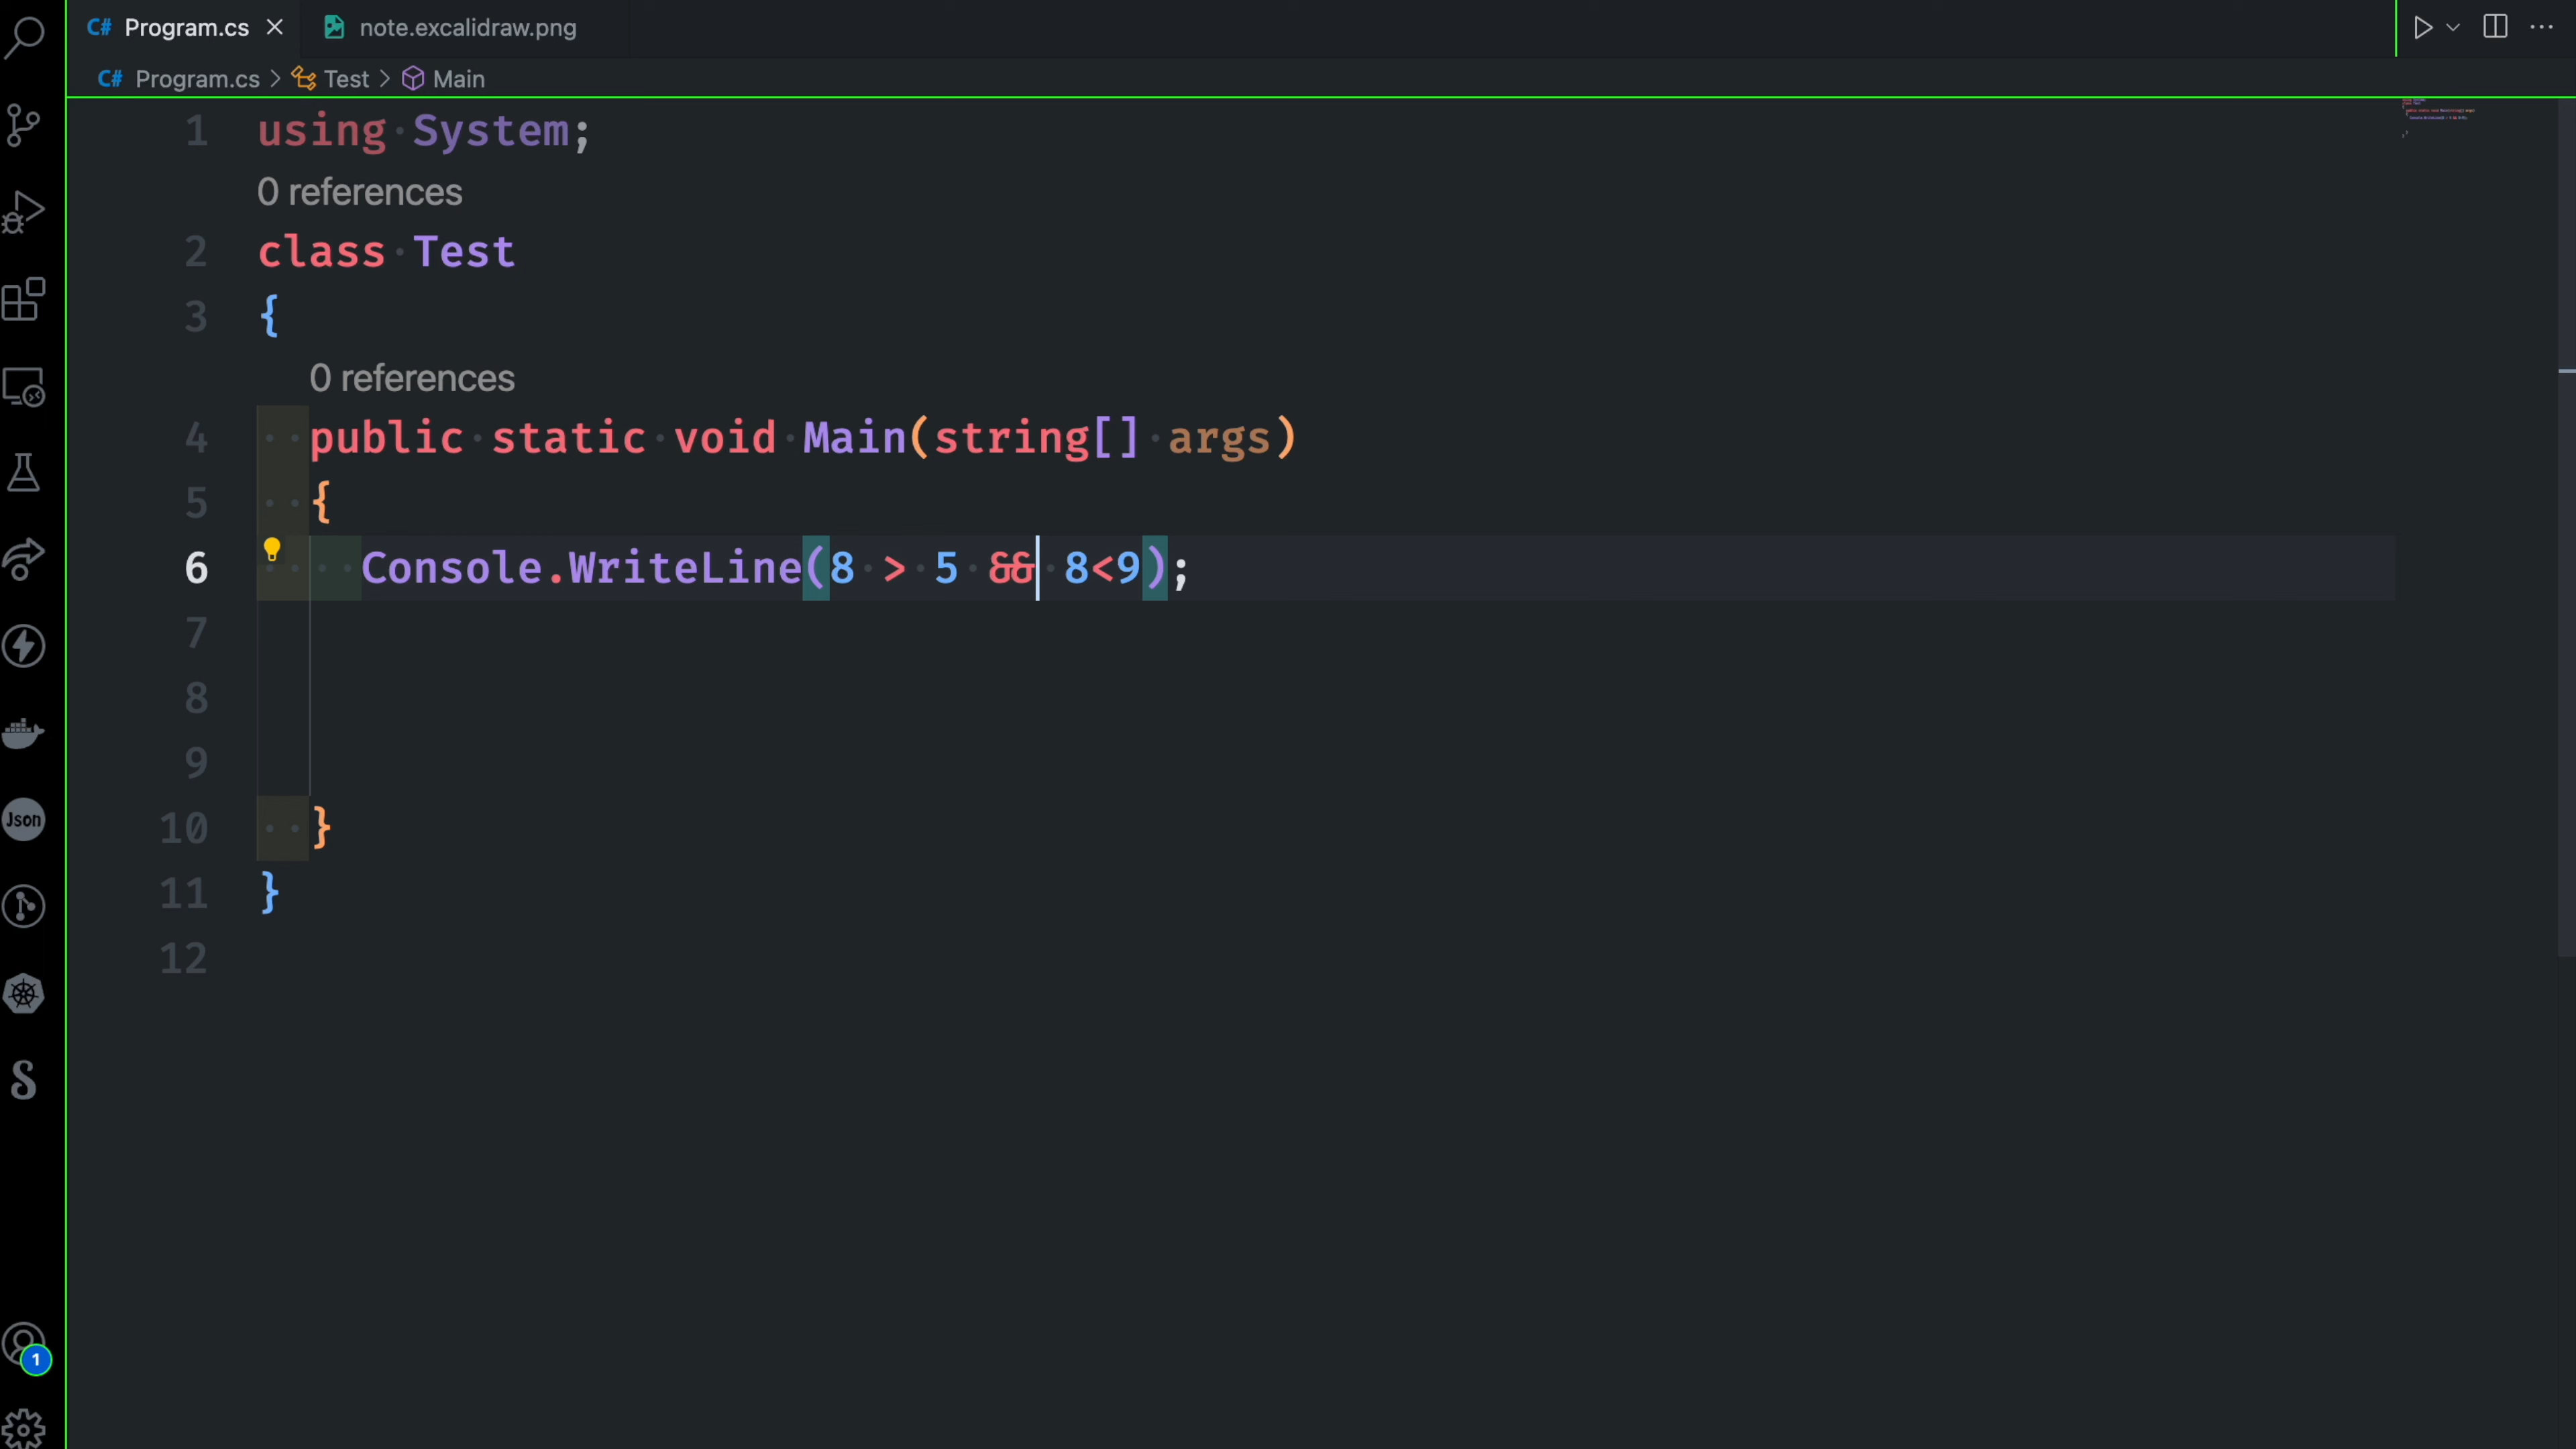 Program.cs
note.excalidraw.png
Program.cs > Test > Main
1 using System;
0 references
2 class Test
3 {
0 references
4 public static void Main(string[] args)
5 {
6 Console.WriteLine(8 > 5 && 8<9);
7
8
9
10 }
11 }
12
Json
1